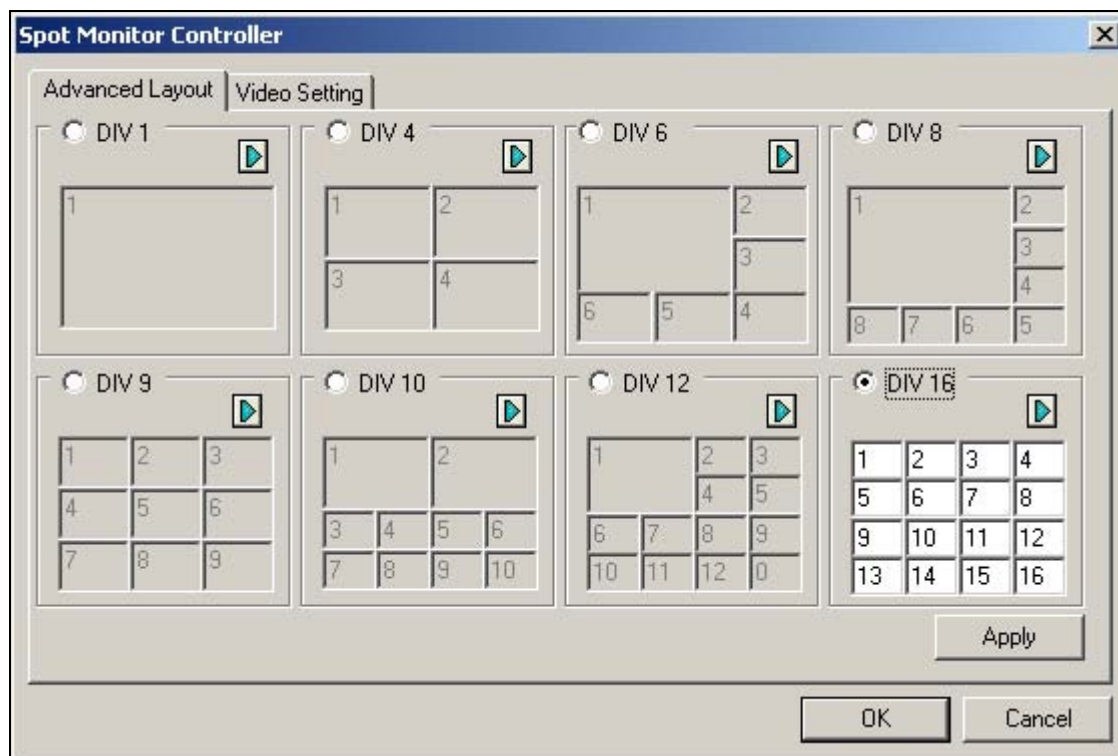 Spot Monitor Controller
Advanced Layout Video Setting
DIV 1
1
DIV 4
1 2
3 4
DIV 6
1 2
3
6 5 4
DIV 8
1 2
3
4
8 7 6 5
DIV 9
1 2 3
4 5 6
7 8 9
DIV 10
1 2
3 4 5 6
7 8 9 10
DIV 12
1 2 3
4 5
6 7 8 9
10 11 12 0
DIV 16
1 2 3 4
5 6 7 8
9 10 11 12
13 14 15 16
Apply
OK Cancel